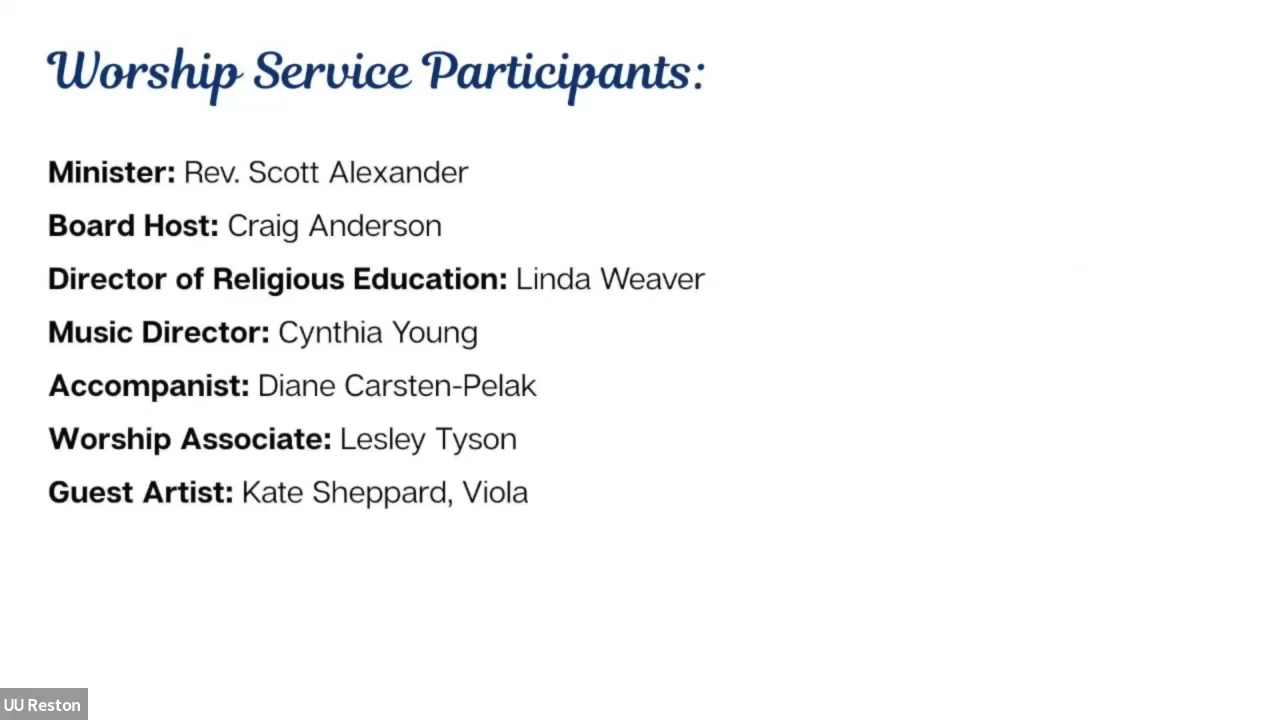 Worship Service Participants:
Minister: Rev. Scott Alexander
Board Host: Craig Anderson
Director of Religious Education: Linda Weaver
Music Director: Cynthia Young
Accompanist: Diane Carsten-Pelak
Worship Associate: Lesley Tyson
Guest Artist: Kate Sheppard, Viola
UU Reston